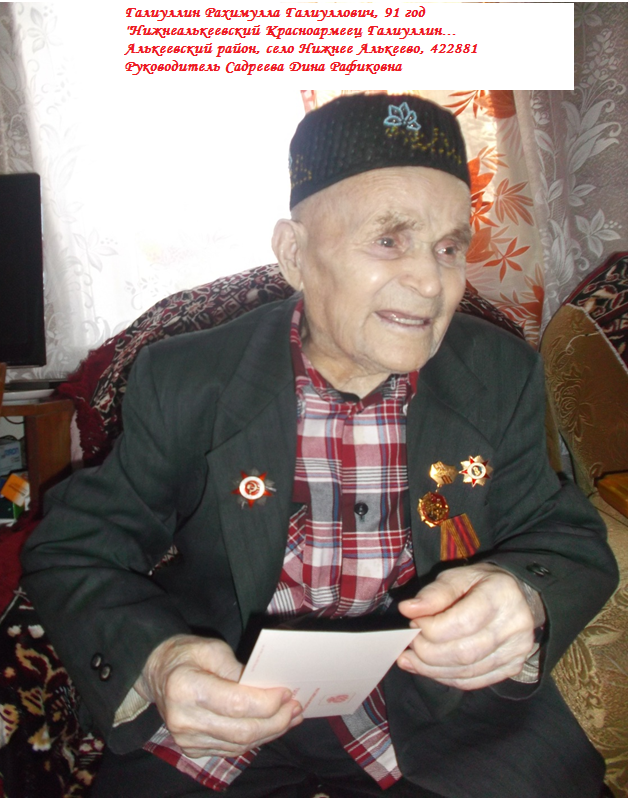 Галиуллин Рахимулла Галиуллович, 91 год
"Нижнеалькеевский Красноармеец Галиуллин...
Алькеевский район, село Нижнее Алькеево, 422881
Руководитель Садреева Дина Рафиковна